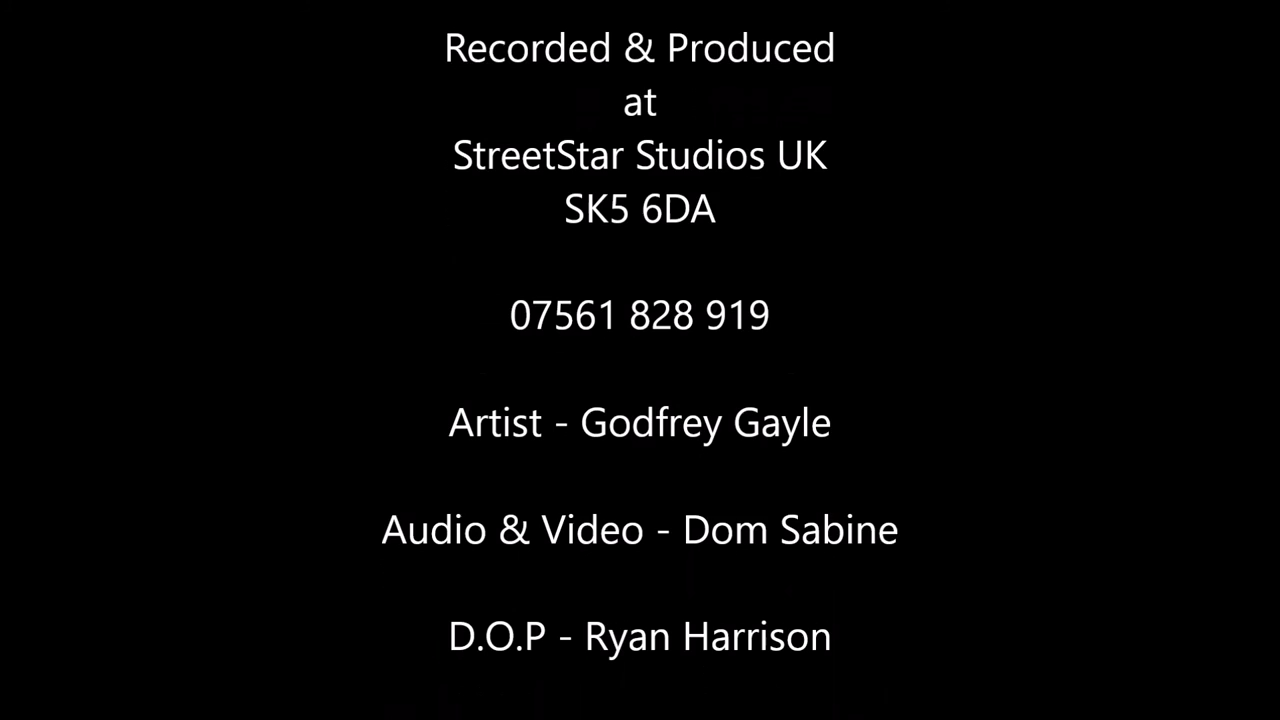 Recorded & Produced
at
StreetStar Studios UK
SK5 6DA
07561 828 919
Artist - Godfrey Gayle
Audio & Video - Dom Sabine
D.O.P - Ryan Harrison